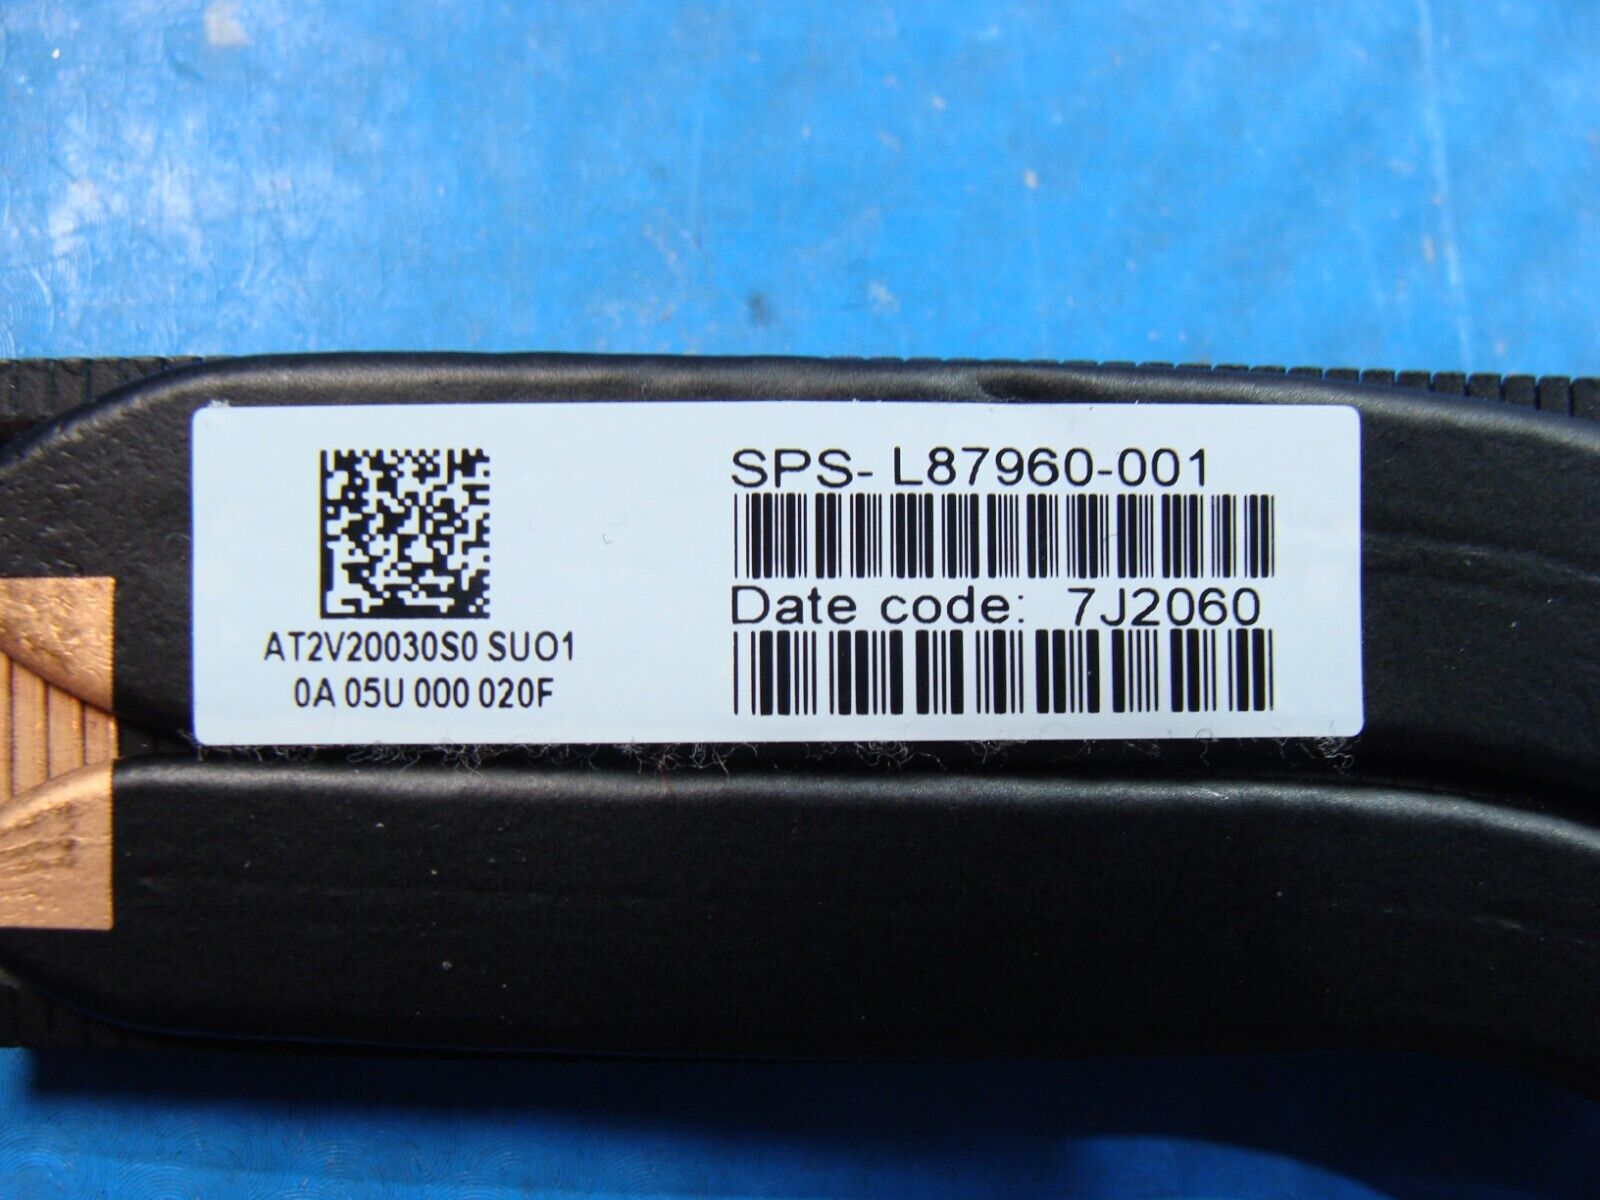 SPS- L87960-001
Date code: 7J2060
AT2V20030S0 SUO1
0A 05U 000 020F